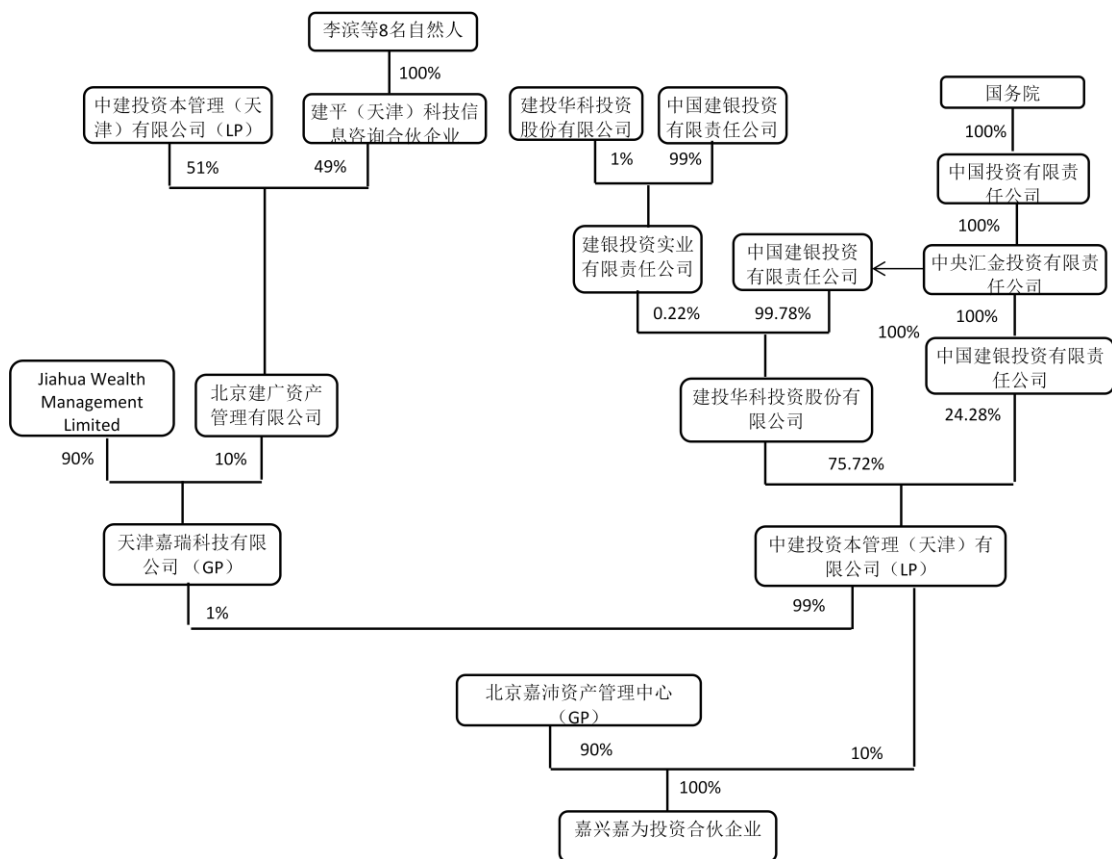 李滨等8名自然人
100%
中建投资本管理（天
津）有限公司（LP）
建平（天津）科技信
息咨询合伙企业
建投华科投资
股份有限公司
中国建银投资
有限责任公司
国务院
100%
51%
49%
1%
99%
中国投资有限责
任公司
100%
建银投资实业
有限责任公司
中国建银投资
有限责任公司
中央汇金投资有限责
任公司
0.22%
99.78%
100%
100%
中国建银投资有限责
任公司
Jiahua Wealth
Management
Limited
北京建广资产
管理有限公司
建投华科投资股份有
限公司
24.28%
90%
10%
75.72%
天津嘉瑞科技有限
公司（GP）
中建投资本管理（天津）有
限公司（LP）
1%
99%
北京嘉沛资产管理中心
（GP）
90%
10%
100%
嘉兴嘉为投资合伙企业